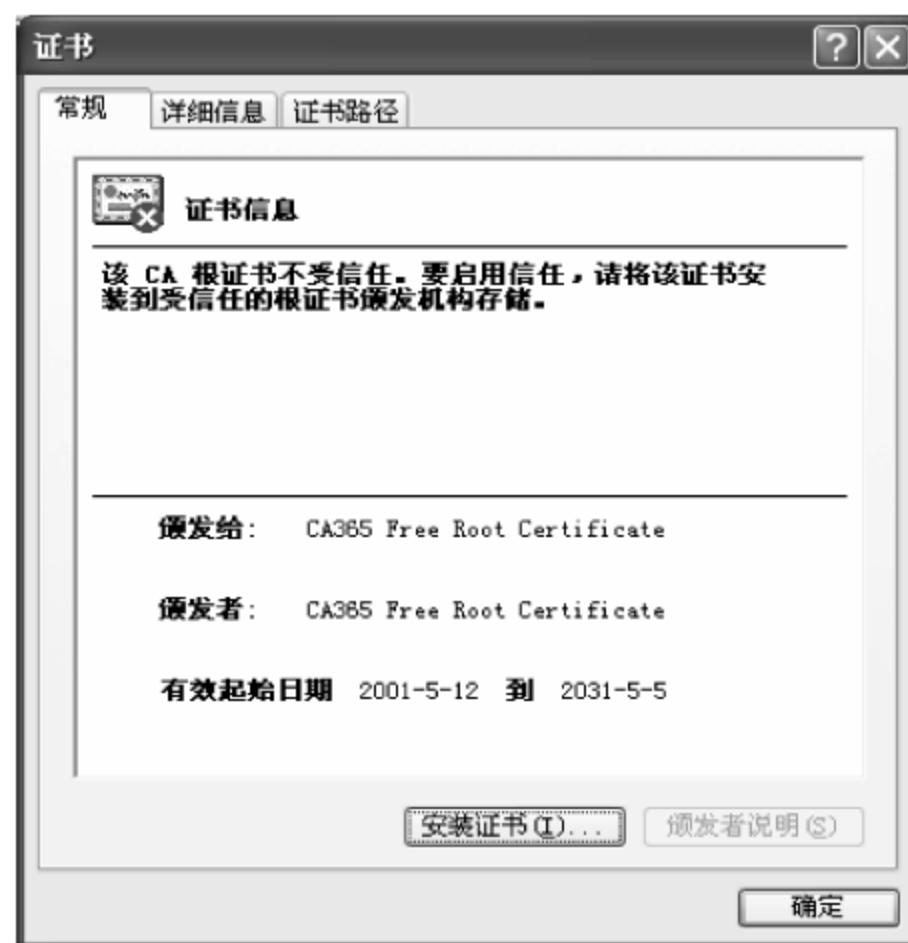 证书
常规 详细信息 证书路径
证书信息
该 CA 根证书不受信任。要启用信任，请将该证书安
装到受信任的根证书颁发机构存储。
颁发给： CA365 Free Root Certificate
颁发者： CA365 Free Root Certificate
有效起始日期 2001-5-12 到 2031-5-5
安装证书(I)... 颁发者说明(S)
确定